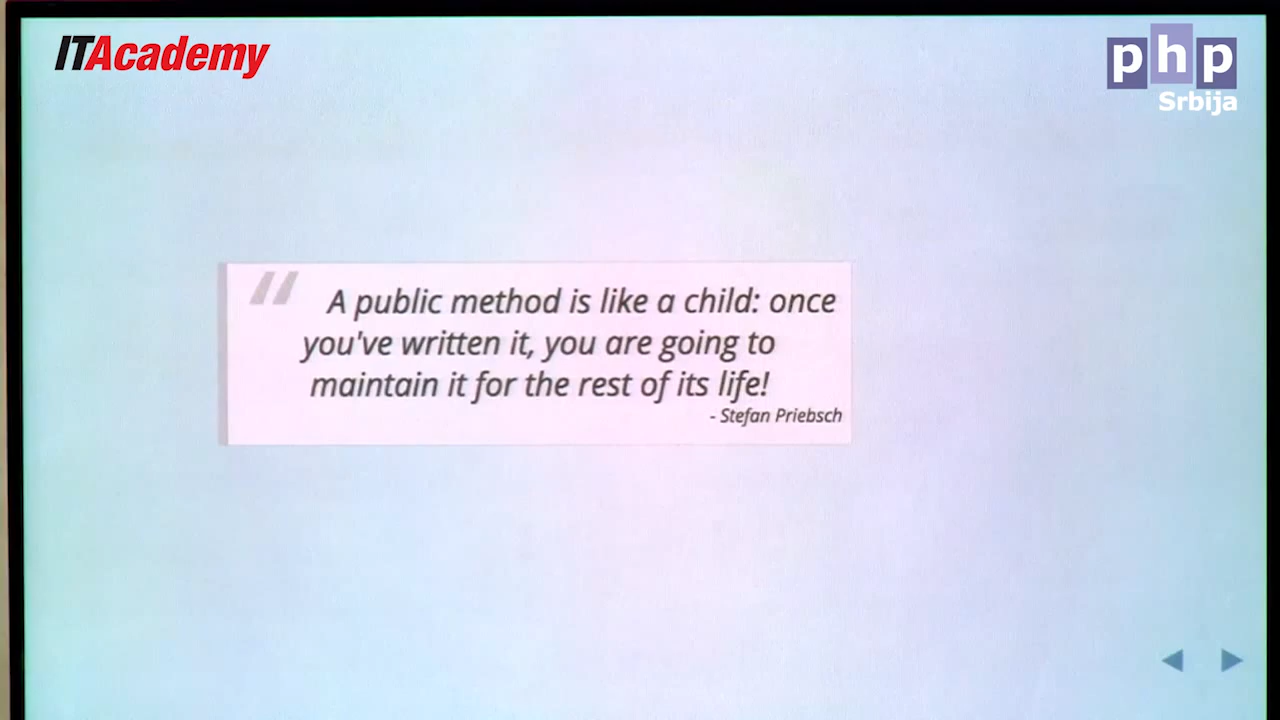 ITAcademy
php
Srbija
“ A public method is like a child: once
you've written it, you are going to
maintain it for the rest of its life!
- Stefan Priebsch